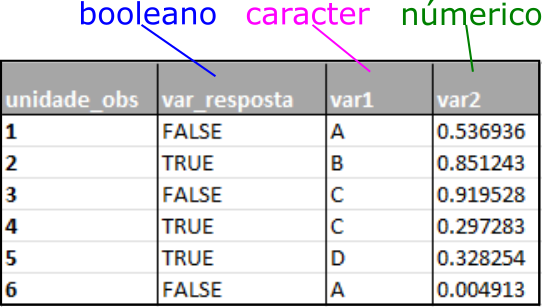 booleano caracter númerico
unidade_obs var_resposta var1 var2
1 FALSE A 0.536936
2 TRUE B 0.851243
3 FALSE C 0.919528
4 TRUE C 0.297283
5 TRUE D 0.328254
6 FALSE A 0.004913